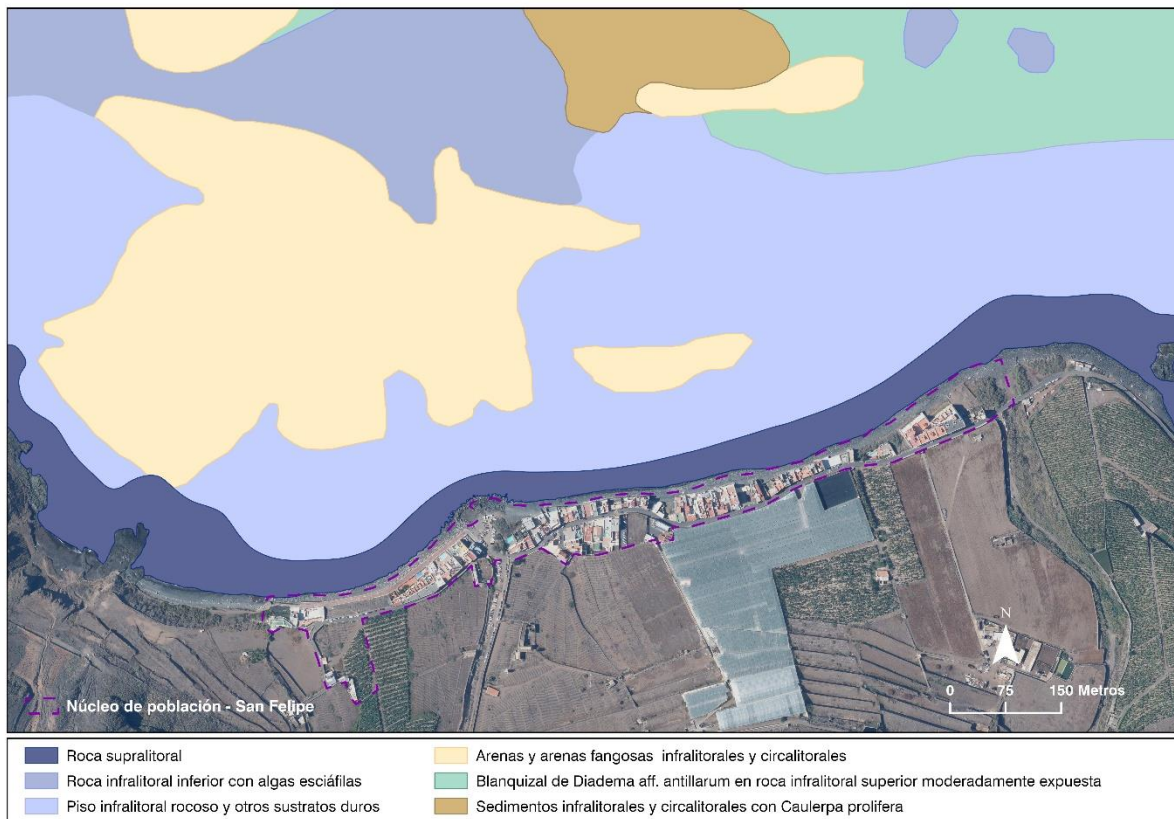 N
0 75 150 Metros
Núcleo de población - San Felipe
Roca supralitoral
Roca infralitoral inferior con algas esciáfilas
Piso infralitoral rocoso y otros sustratos duros
Arenas y arenas fangosas infralitorales y circalitorales
Blanquizal de Diadema aff. antillarum en roca infralitoral superior moderadamente expuesta
Sedimentos infralitorales y circalitorales con Caulerpa prolifera